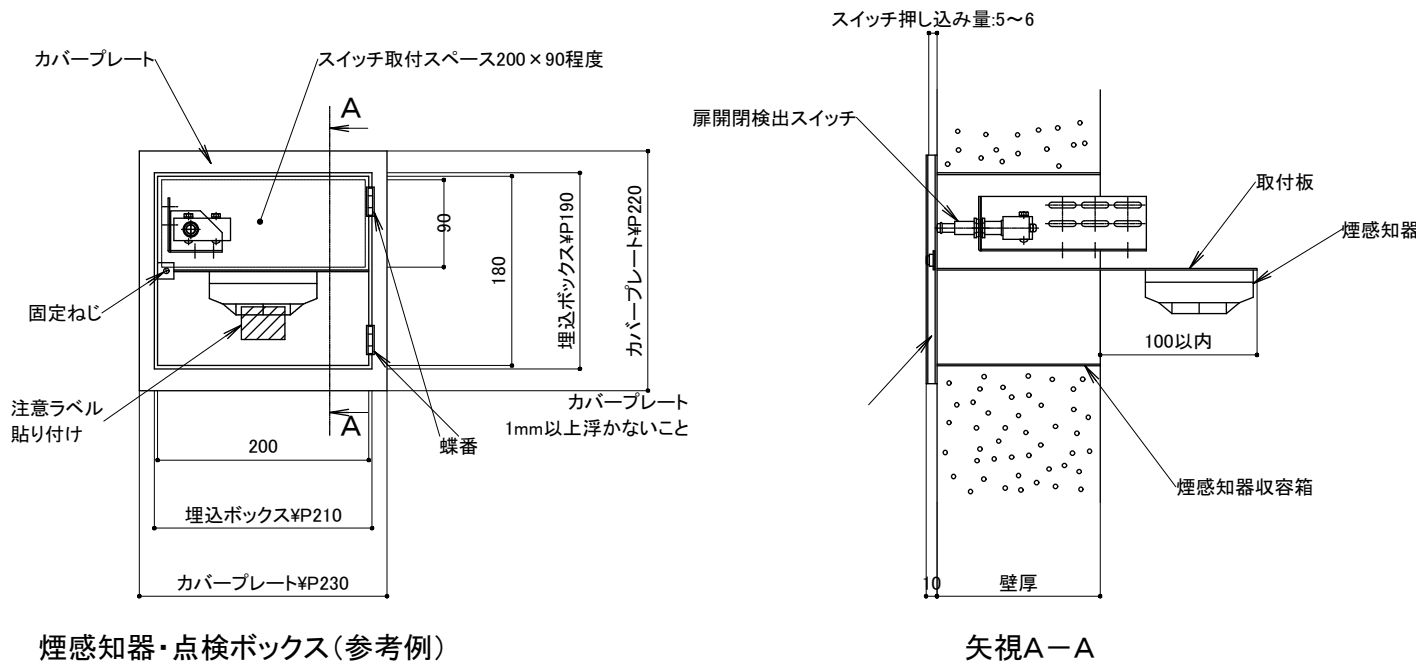 スイッチ押し込み量:5～6
カバープレート
スイッチ取付スペース200×90程度
A
扉開閉検出スイッチ
取付板
煙感知器
90
180
埋込ボックス¥P190
カバープレート¥P220
固定ねじ
100以内
注意ラベル
貼り付け
A
蝶番
カバープレート
1mm以上浮かないこと
200
煙感知器収容箱
埋込ボックス¥P210
カバープレート¥P230
10
壁厚
煙感知器・点検ボックス（参考例）
矢視A－A